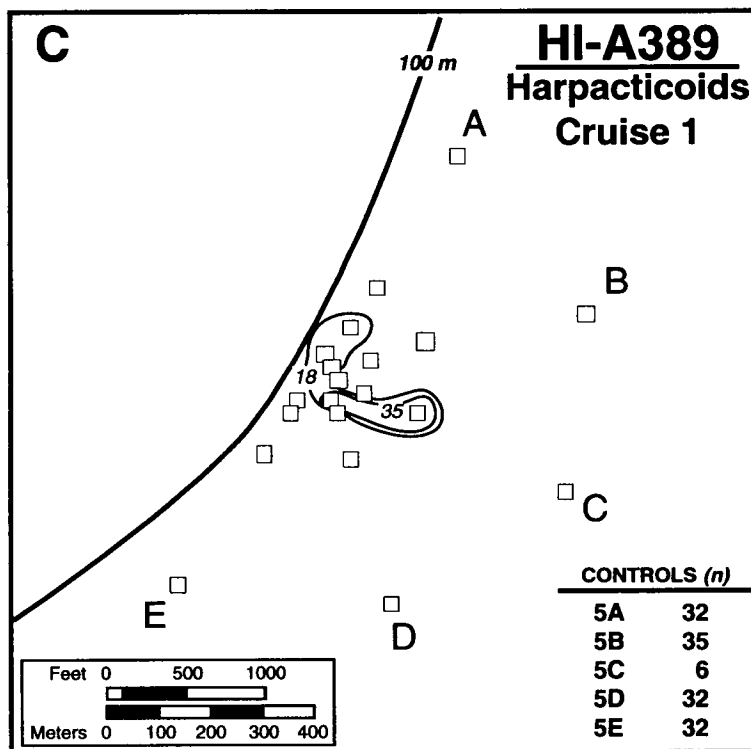 C
HI-A389
Harpacticoids
Cruise 1
100 m
A
B
18
35
C
E
D
CONTROLS (n)
5A 32
5B 35
5C 6
5D 32
5E 32
Feet 0 500 1000
Meters 0 100 200 300 400